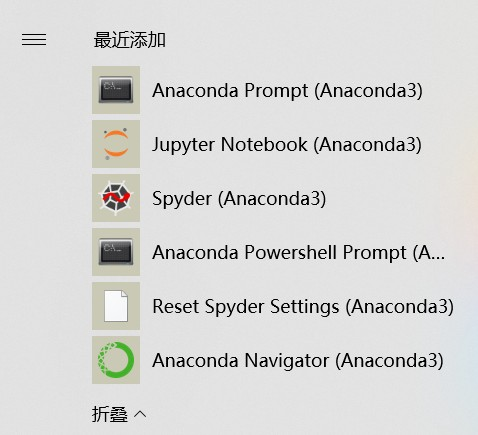 最近添加
Anaconda Prompt (Anaconda3)
Jupyter Notebook (Anaconda3)
Spyder (Anaconda3)
Anaconda Powershell Prompt (A...
Reset Spyder Settings (Anaconda3)
Anaconda Navigator (Anaconda3)
折叠